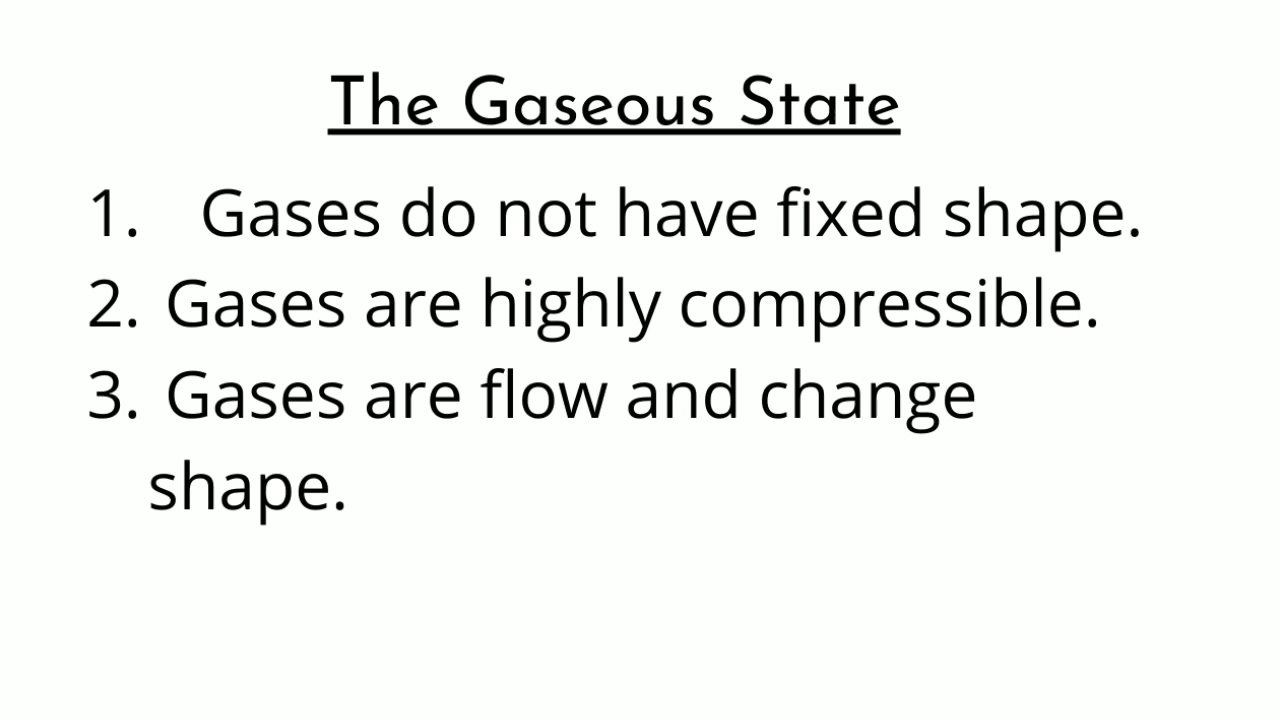 The Gaseous State
1. Gases do not have fixed shape.
2. Gases are highly compressible.
3. Gases are flow and change
shape.